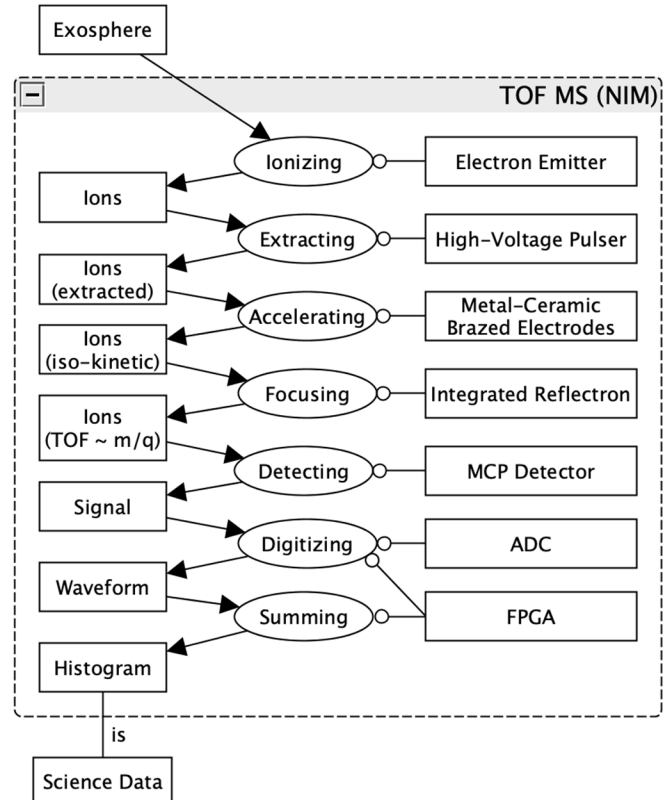 Exosphere
TOF MS (NIM)
Ionizing
Electron Emitter
Ions
Extracting
High-Voltage Pulser
Ions
(extracted)
Accelerating
Metal-Ceramic
Brazed Electrodes
Ions
(iso-kinetic)
Focusing
Integrated Reflectron
Ions
(TOF ~ m/q)
Detecting
MCP Detector
Signal
Digitizing
ADC
Waveform
Summing
FPGA
Histogram
is
Science Data